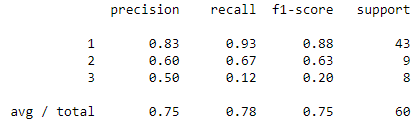 precision recall f1-score support
1 0.83 0.93 0.88 43
2 0.60 0.67 0.63 9
3 0.50 0.12 0.20 8
avg / total 0.75 0.78 0.75 60